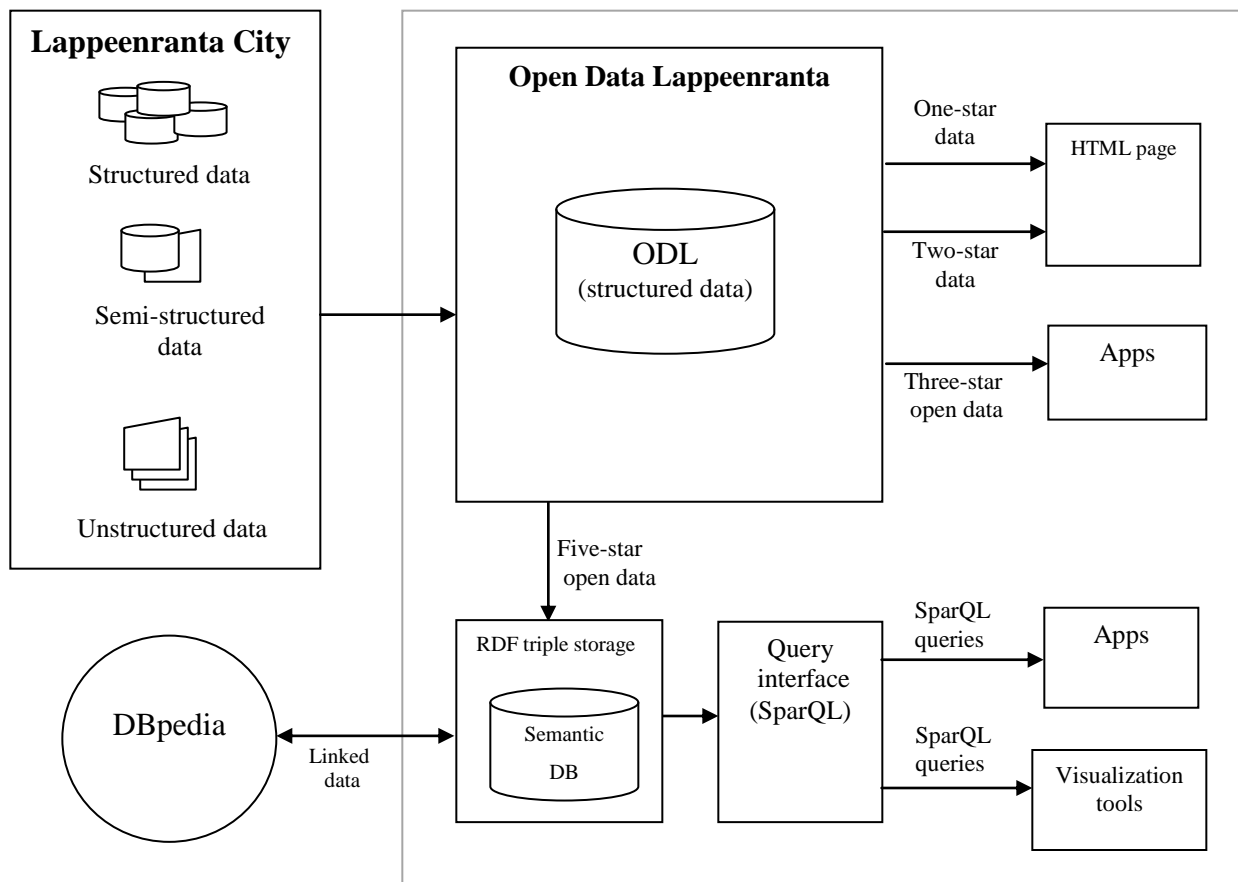 Lappeenranta City
Structured data
Semi-structured
data
Unstructured data
Open Data Lappeenranta
ODL
(structured data)
One-star
data
Two-star
data
HTML page
Three-star
open data
Apps
Five-star
open data
DBpedia
Linked
data
RDF triple storage
Semantic
DB
Query
interface
(SparQL)
SparQL
queries
Apps
SparQL
queries
Visualization
tools